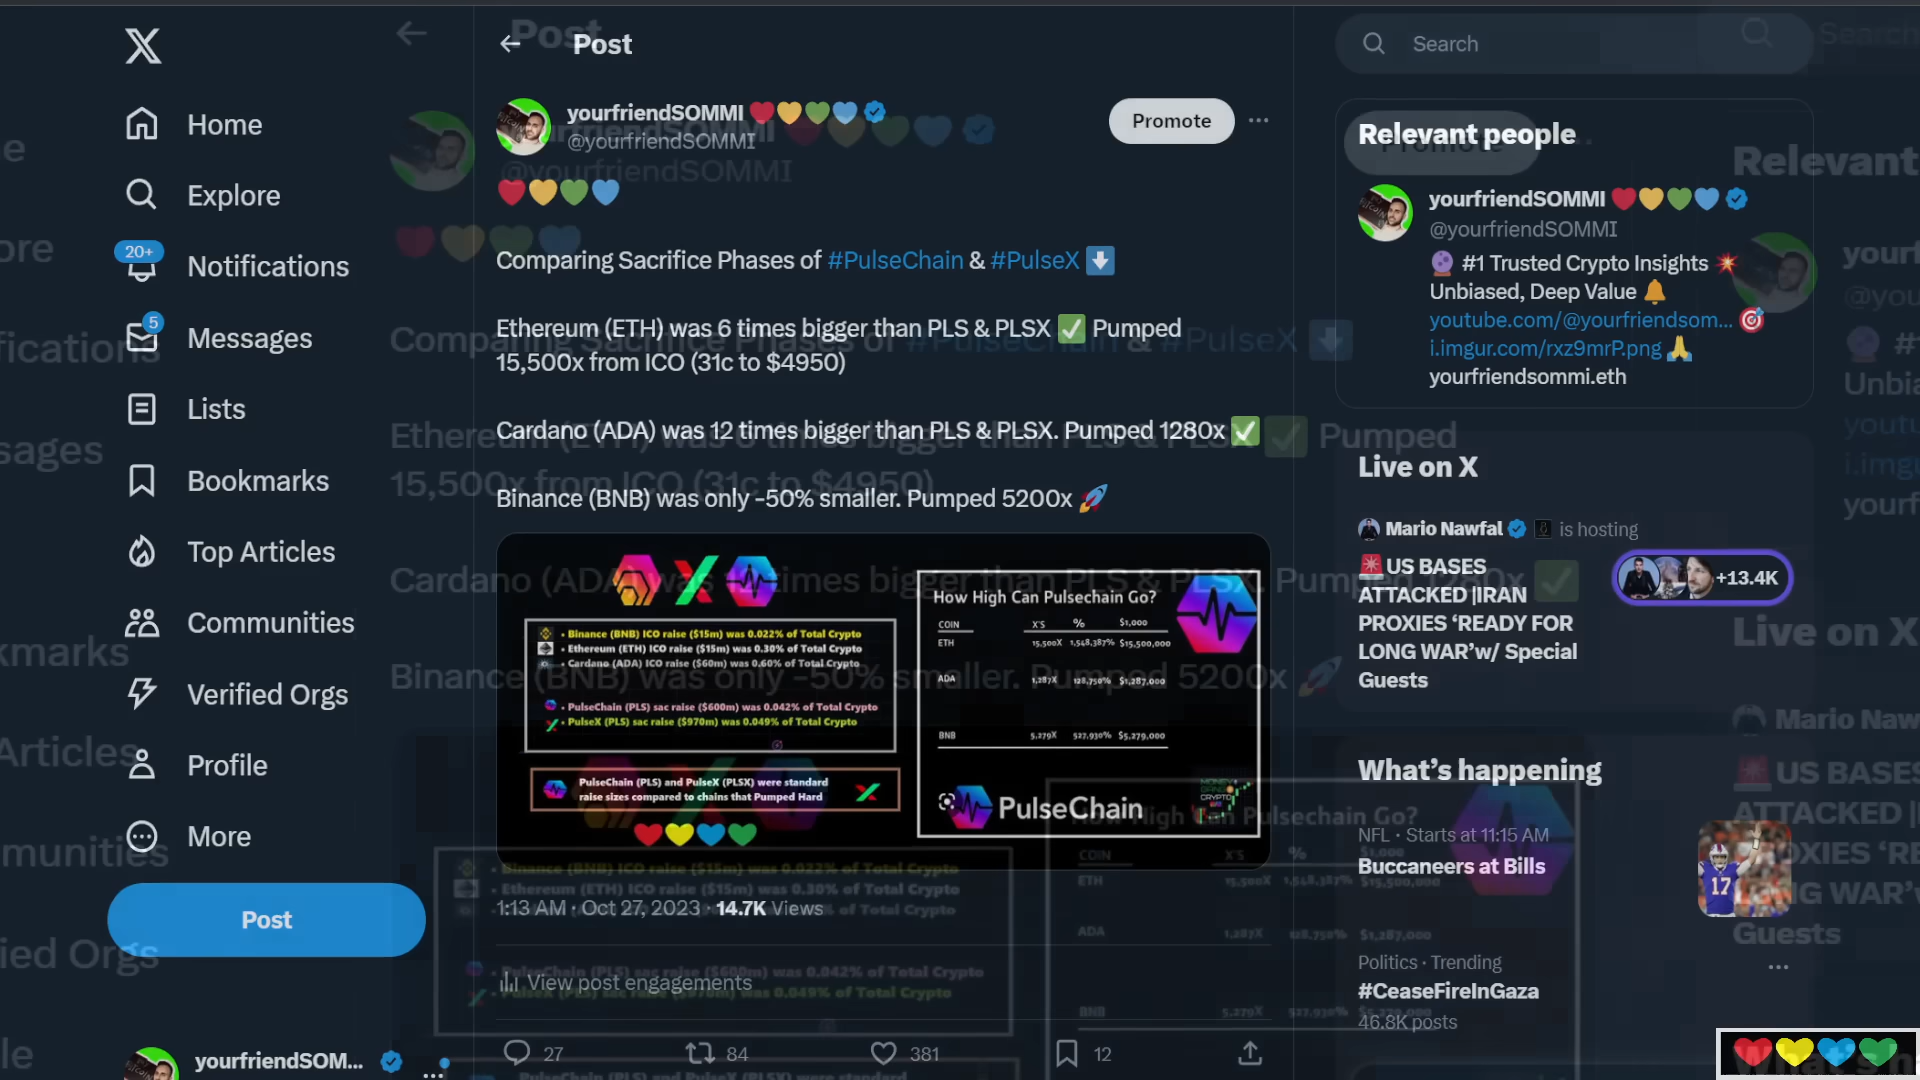 Home
Explore
20+
Notifications
5
Messages
Lists
Bookmarks
Top Articles
Communities
Verified Orgs
Profile
More
Post
yourfriendSOM...
Post
yourfriendSOMMI
@yourfriendSOMMI
Promote
Comparing Sacrifice Phases of #PulseChain & #PulseX
Ethereum (ETH) was 6 times bigger than PLS & PLSX ✅ Pumped
15,500x from ICO (31c to $4950)
Cardano (ADA) was 12 times bigger than PLS & PLSX. Pumped 1280x ✅
Binance (BNB) was only -50% smaller. Pumped 5200x 🚀
• Binance (BNB) ICO raise ($15m) was 0.022% of Total Crypto
• Ethereum (ETH) ICO raise ($15m) was 0.30% of Total Crypto
• Cardano (ADA) ICO raise ($60m) was 0.60% of Total Crypto
• PulseChain (PLS) sac raise ($600m) was 0.042% of Total Crypto
• PulseX (PLS) sac raise ($970m) was 0.049% of Total Crypto
PulseChain (PLS) and PulseX (PLSX) were standard
raise sizes compared to chains that Pumped Hard
How High Can Pulsechain Go?
COIN X'S % $1,000
ETH 15,500X 1,548,387% $15,500,000
ADA 1,287X 128,750% $1,287,000
BNB 5,279X 527,930% $5,279,000
PulseChain
1:13 AM · Oct 27, 2023 · 14.7K Views
View post engagements
27 84 381 12
Search
Relevant people
yourfriendSOMMI
@yourfriendSOMMI
#1 Trusted Crypto Insights
Unbiased, Deep Value
youtube.com/@yourfriendsom...
i.imgur.com/rxz9mrP.png
yourfriendsommi.eth
Live on X
Mario Nawfal is hosting
US BASES
ATTACKED |IRAN
PROXIES ‘READY FOR
LONG WAR’w/ Special
Guests
+13.4K
What’s happening
NFL · Starts at 11:15 AM
Buccaneers at Bills
17
Politics · Trending
#CeaseFireInGaza
46.8K posts